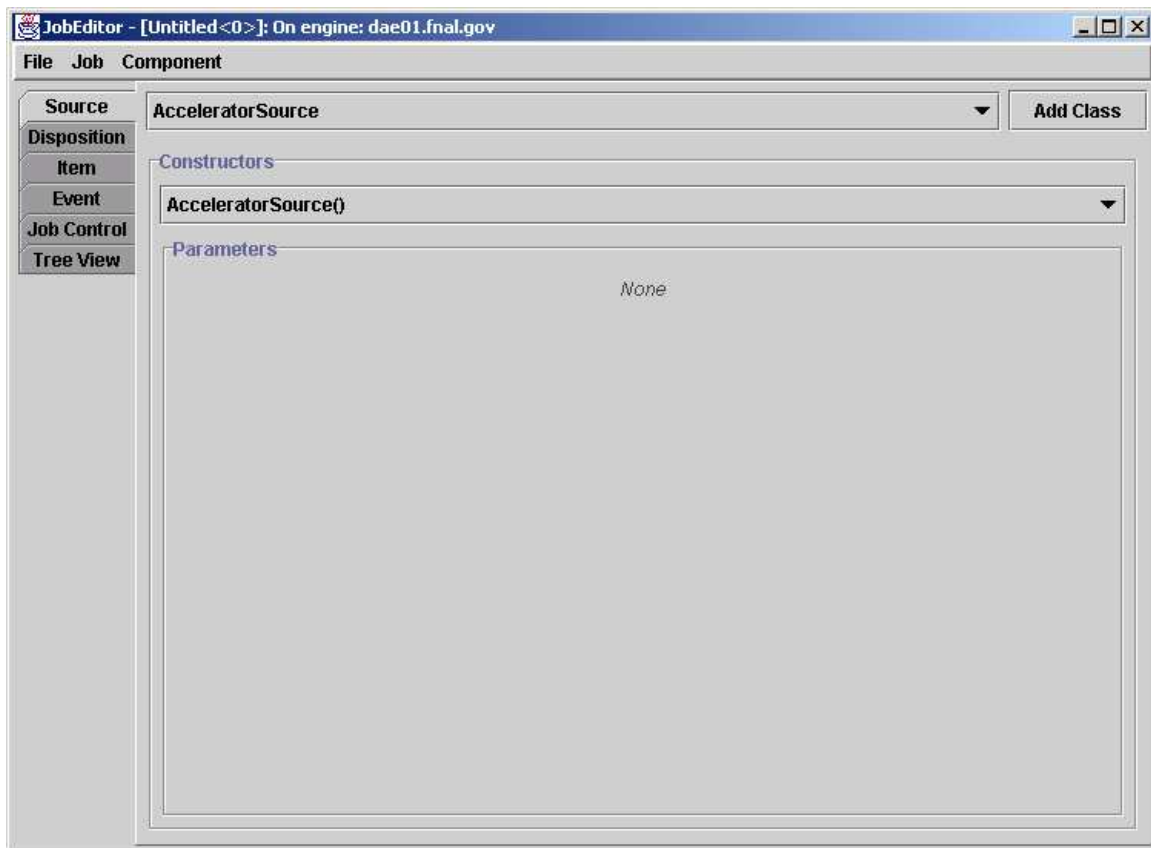 JobEditor - [Untitled<0>]: On engine: dae01.fnal.gov
File Job Component
Source
Disposition
Item
Event
Job Control
Tree View
AcceleratorSource
Add Class
Constructors
AcceleratorSource()
Parameters
None